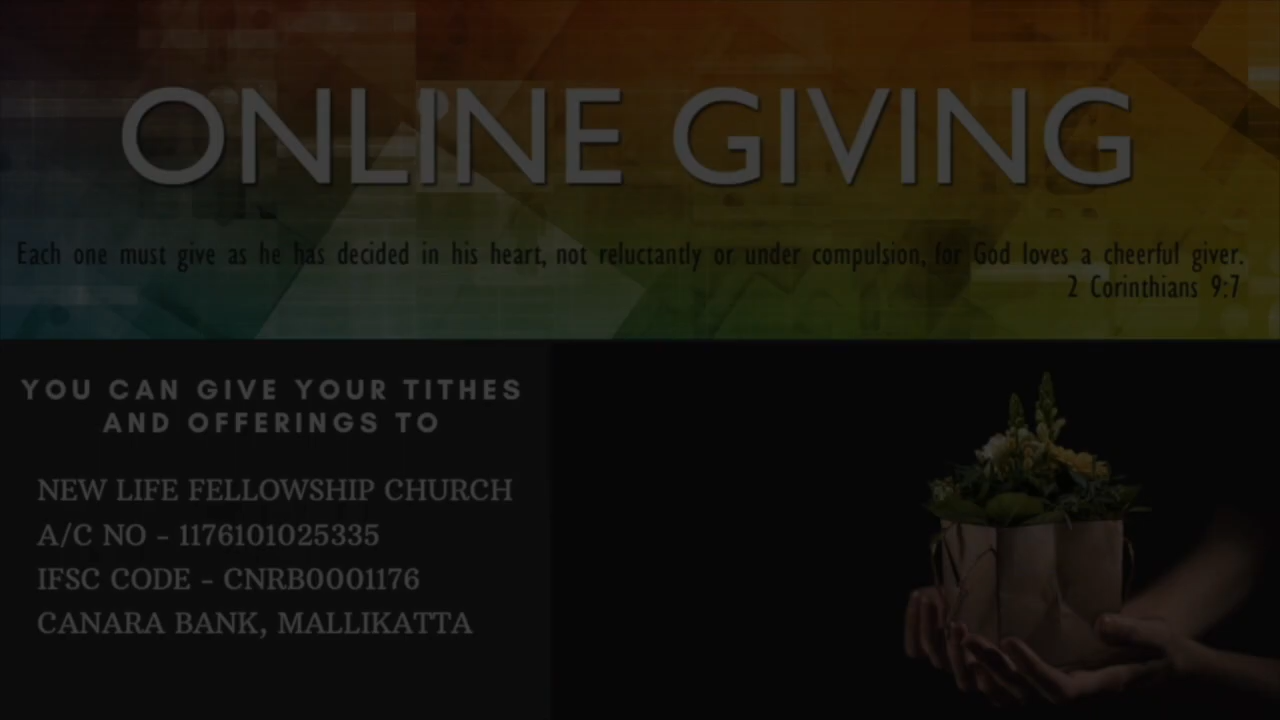 ONLINE GIVING
Each one must give as he has decided in his heart, not reluctantly or under compulsion, for God loves a cheerful giver.
2 Corinthians 9:7
YOU CAN GIVE YOUR TITHES
AND OFFERINGS TO
NEW LIFE FELLOWSHIP CHURCH
A/C NO - 1176101025335
IFSC CODE - CNRB0001176
CANARA BANK, MALLIKATTA